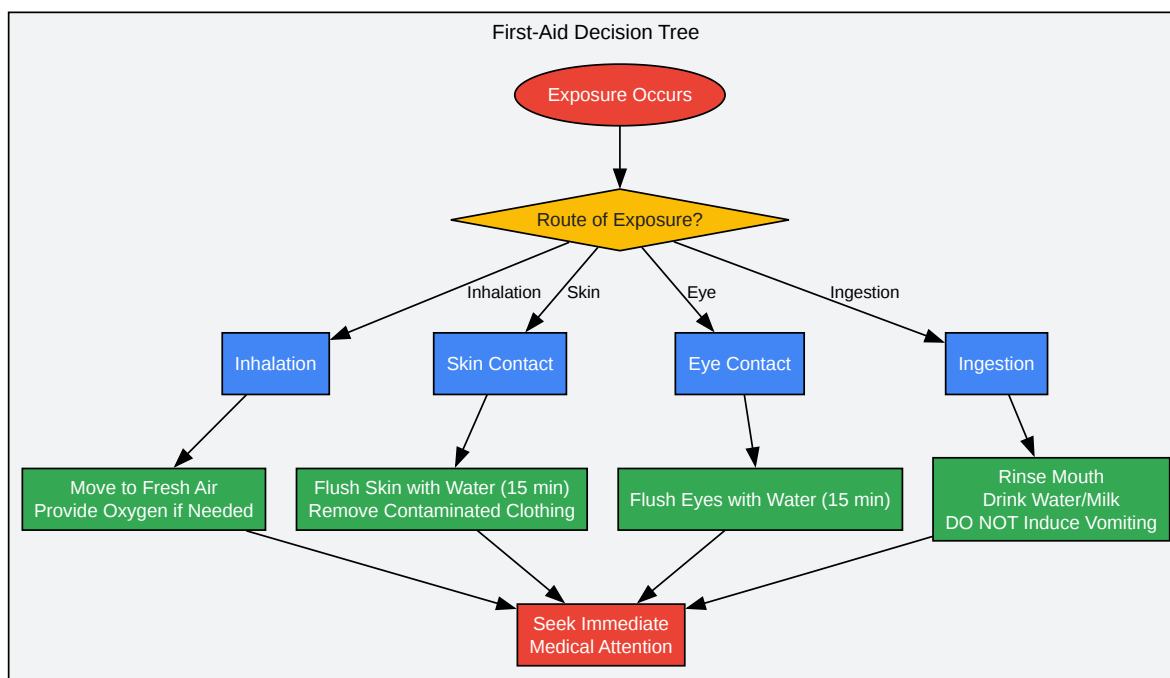 First-Aid Decision Tree
Exposure Occurs
Route of Exposure?
Inhalation
Skin
Eye
Ingestion
Inhalation
Skin Contact
Eye Contact
Ingestion
Move to Fresh Air
Provide Oxygen if Needed
Flush Skin with Water (15 min)
Remove Contaminated Clothing
Flush Eyes with Water (15 min)
Rinse Mouth
Drink Water/Milk
DO NOT Induce Vomiting
Seek Immediate
Medical Attention